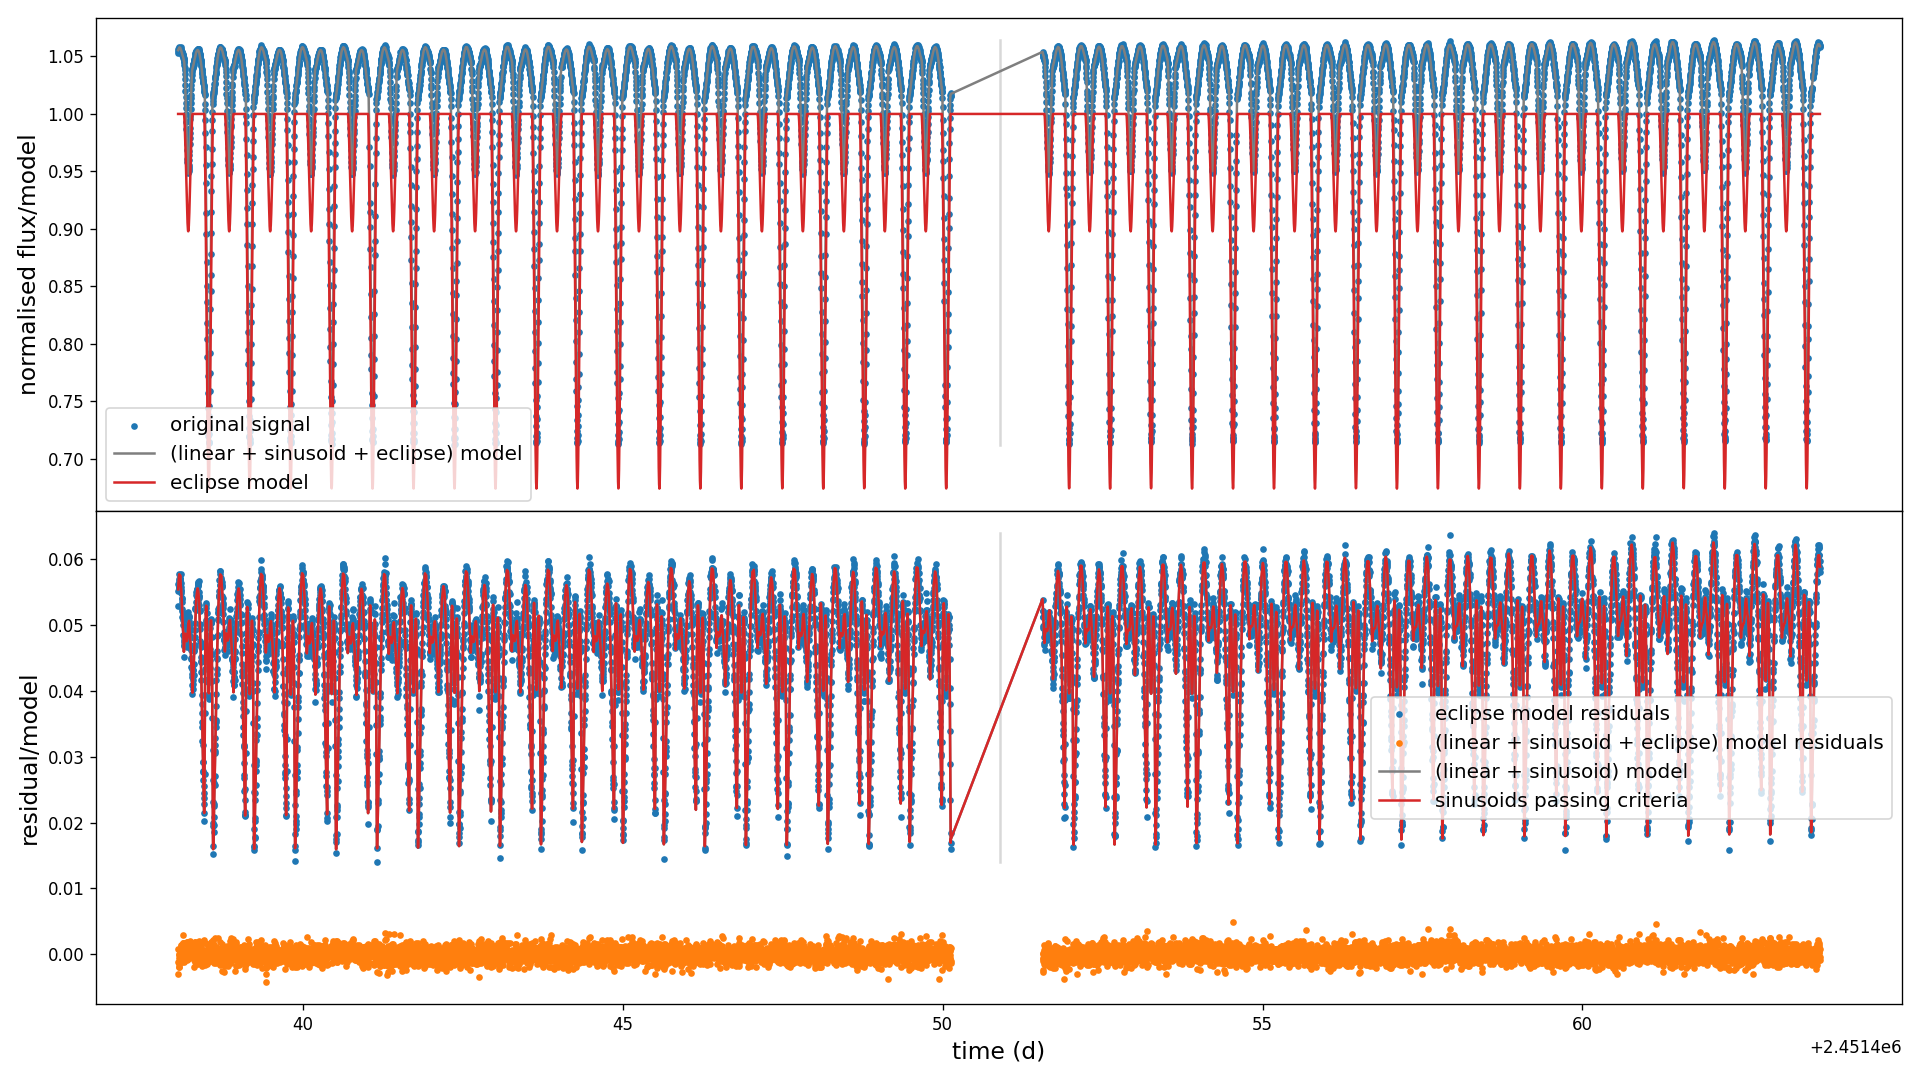 normalised flux/model
1.05
1.00
0.95
0.90
0.85
0.80
0.75
0.70
original signal
(linear + sinusoid + eclipse) model
eclipse model
residual/model
0.06
0.05
0.04
0.03
0.02
0.01
0.00
eclipse model residuals
(linear + sinusoid + eclipse) model residuals
(linear + sinusoid) model
sinusoids passing criteria
40 45 50 55 60
time (d)
+2.4514e6